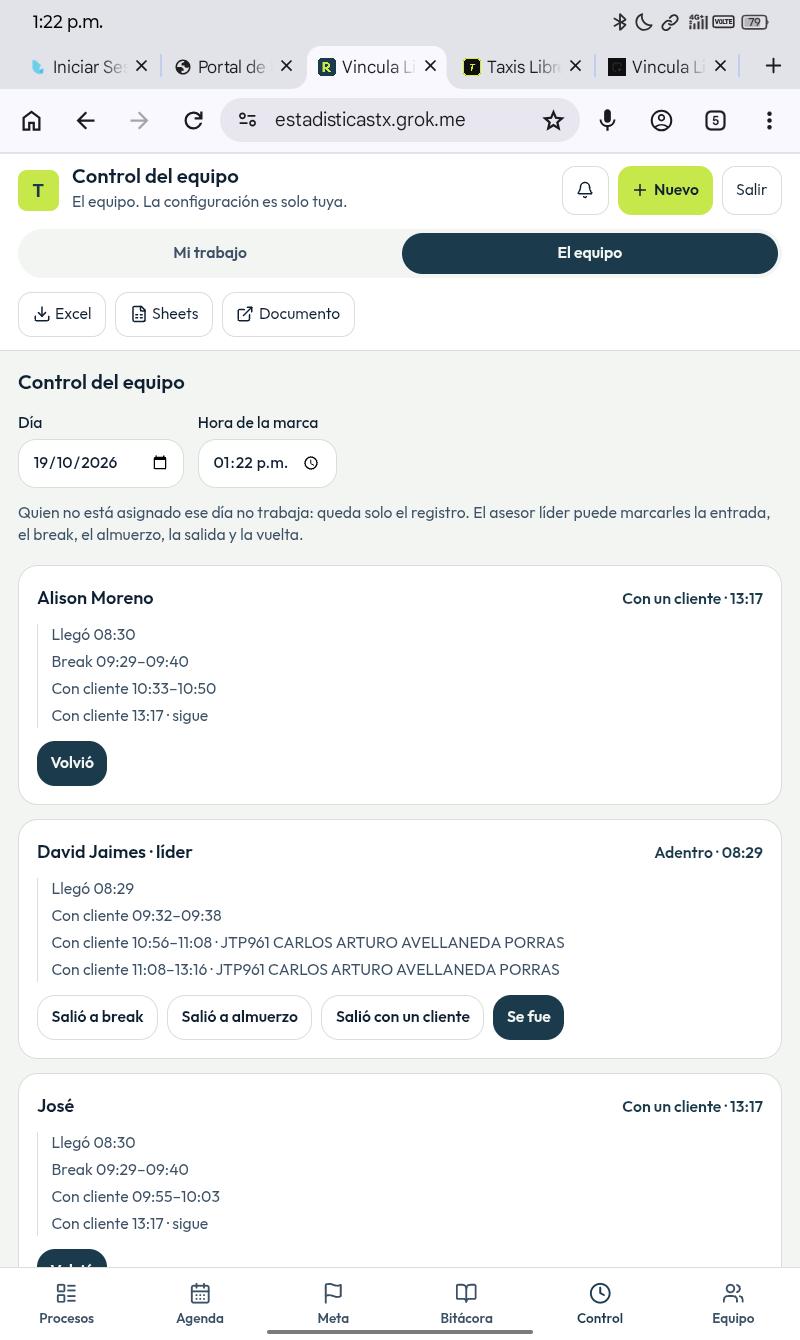 1:22 p.m.
4G+
VOLTE
79
Iniciar Se
Portal de
Vincula Li
Taxis Libr
Vincula Li
estadisticastx.grok.me
5
T
Control del equipo
El equipo. La configuración es solo tuya.
+ Nuevo
Salir
Mi trabajo
El equipo
Excel
Sheets
Documento
Control del equipo
Día
Hora de la marca
19/10/2026
01:22 p.m.
Quien no está asignado ese día no trabaja: queda solo el registro. El asesor líder puede marcarles la entrada,
el break, el almuerzo, la salida y la vuelta.
Alison Moreno
Con un cliente · 13:17
Llegó 08:30
Break 09:29–09:40
Con cliente 10:33–10:50
Con cliente 13:17 · sigue
Volvió
David Jaimes · líder
Adentro · 08:29
Llegó 08:29
Con cliente 09:32–09:38
Con cliente 10:56–11:08 · JTP961 CARLOS ARTURO AVELLANEDA PORRAS
Con cliente 11:08–13:16 · JTP961 CARLOS ARTURO AVELLANEDA PORRAS
Salió a break
Salió a almuerzo
Salió con un cliente
Se fue
José
Con un cliente · 13:17
Llegó 08:30
Break 09:29–09:40
Con cliente 09:55–10:03
Con cliente 13:17 · sigue
Procesos
Agenda
Meta
Bitácora
Control
Equipo